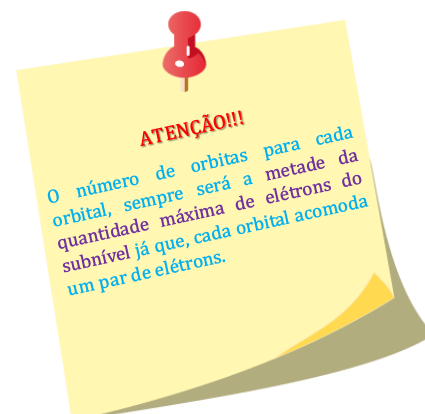 ATENÇÃO!!!
O número de orbitas para cada
orbital, sempre será a metade da
quantidade máxima de elétrons do
subnível já que, cada orbital acomoda
um par de elétrons.